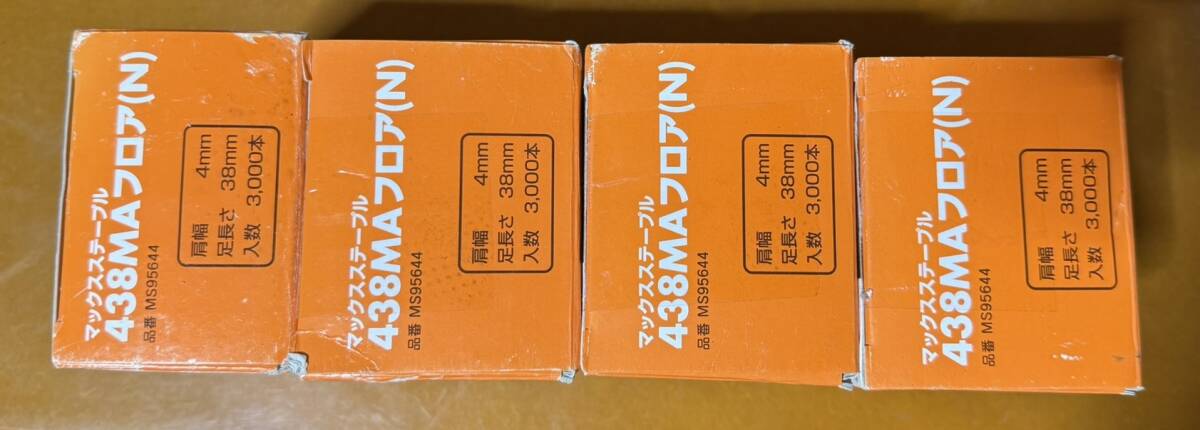 マックスステープル
438MAフロア(N)
品番 MS95644
肩幅 4mm
足長さ 38mm
入数 3,000本
マックスステープル
438MAフロア(N)
品番 MS95644
肩幅 4mm
足長さ 38mm
入数 3,000本
マックスステープル
438MAフロア(N)
品番 MS95644
肩幅 4mm
足長さ 38mm
入数 3,000本
マックスステープル
438MAフロア(N)
品番 MS95644
肩幅 4mm
足長さ 38mm
入数 3,000本